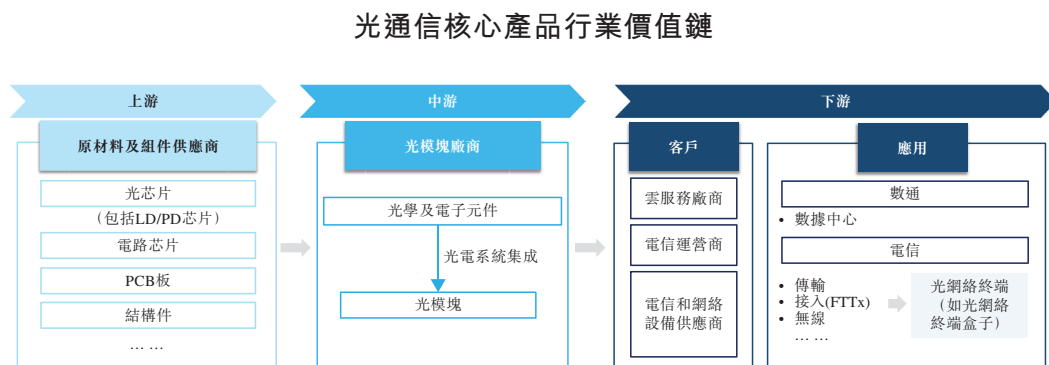 光通信核心產品行業價值鏈
上游
原材料及組件供應商
光芯片
（包括LD/PD芯片）
電路芯片
PCB板
結構件
... ...
中游
光模塊廠商
光學及電子元件
光電系統集成
光模塊
下游
客戶
雲服務廠商
電信運營商
電信和網絡
設備供應商
應用
數通
• 數據中心
電信
• 傳輸
• 接入(FTTx)
• 無線
... ...
光網絡終端
（如光網絡
終端盒子）